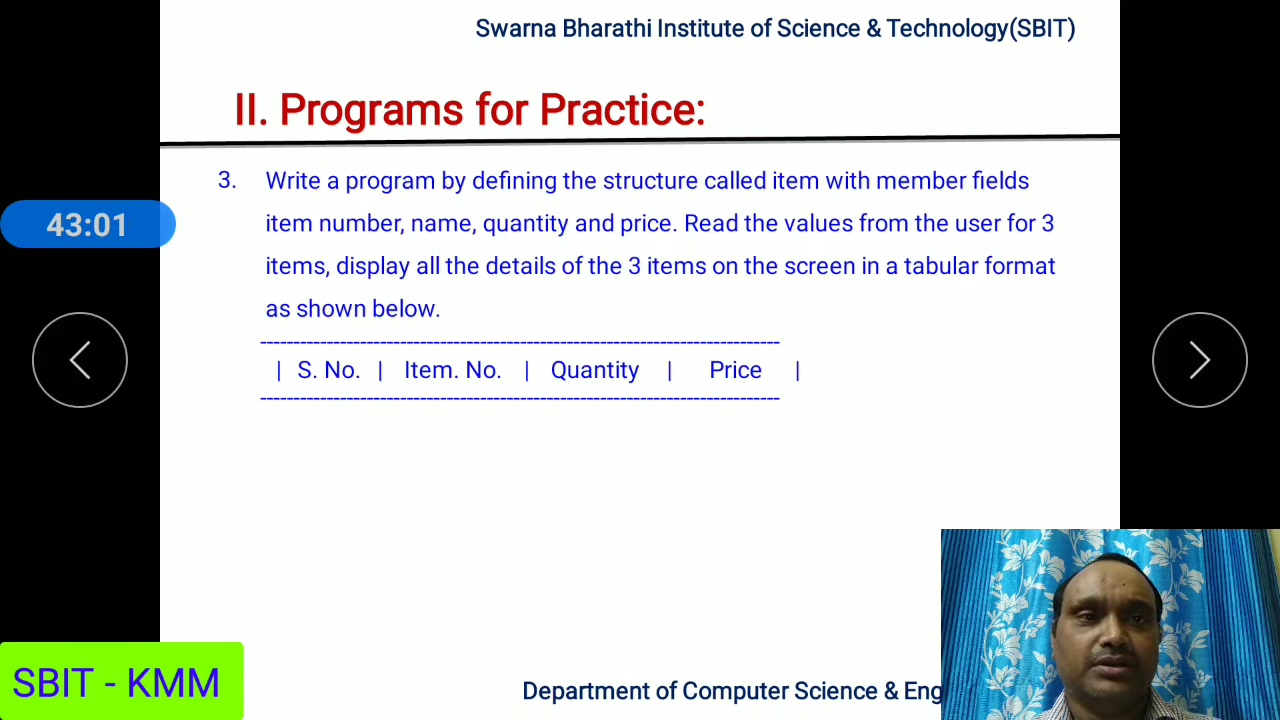 Swarna Bharathi Institute of Science & Technology(SBIT)
II. Programs for Practice:
3. Write a program by defining the structure called item with member fields
item number, name, quantity and price. Read the values from the user for 3
items, display all the details of the 3 items on the screen in a tabular format
as shown below.
43:01
--------------------------------------------------------------------------------
| S. No. | Item. No. | Quantity | Price |
--------------------------------------------------------------------------------
SBIT - KMM
Department of Computer Science & Eng